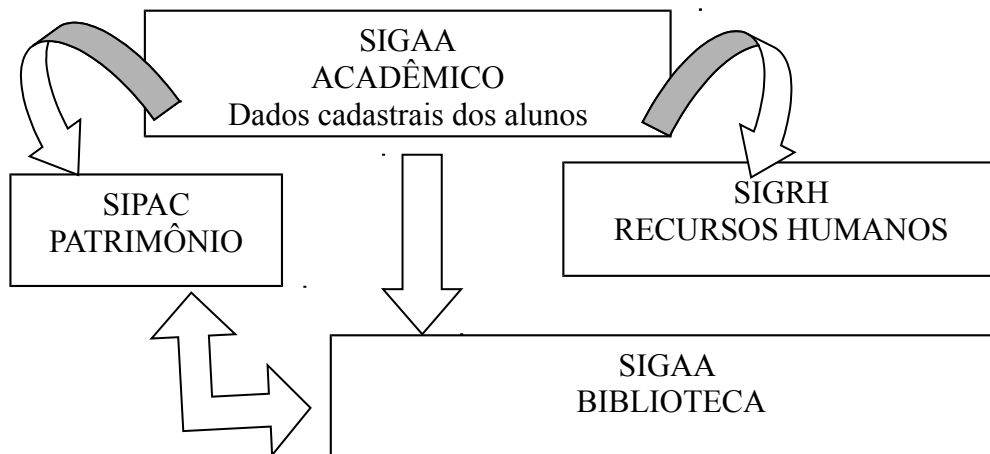 SIGAA
ACADÊMICO
Dados cadastrais dos alunos
SIPAC
PATRIMÔNIO
SIGRH
RECURSOS HUMANOS
SIGAA
BIBLIOTECA